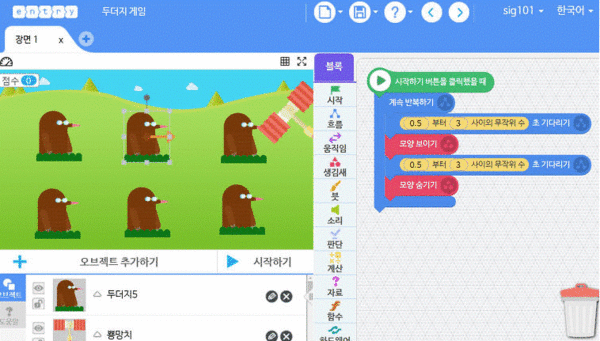 entry
두더지 게임
sig101
한국어
장면 1 x
점수 0
블록
시작
흐름
움직임
생김새
붓
소리
판단
계산
자료
함수
하드웨어
시작하기 버튼을 클릭했을 때
계속 반복하기
0.5 부터 3 사이의 무작위 수 초 기다리기
모양 보이기
0.5 부터 3 사이의 무작위 수 초 기다리기
모양 숨기기
오브젝트 추가하기
시작하기
오브젝트
도움말
두더지5
뿅망치